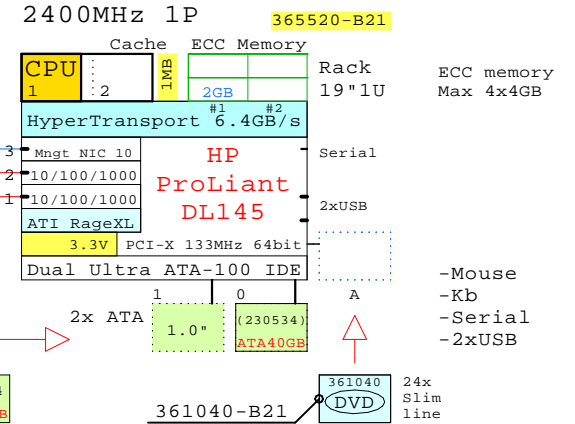 2400MHz 1P
365520-B21
Cache ECC Memory
CPU
1MB
Rack
1
2
2GB
19"1U
ECC memory
Max 4x4GB
#1 #2
HyperTransport 6.4GB/s
3 Mngt NIC 10
HP
Serial
2 10/100/1000
ProLiant
1 10/100/1000
DL145
2xUSB
ATI RageXL
3.3V PCI-X 133MHz 64bit
Dual Ultra ATA-100 IDE
-Mouse
1 0 A
-Kb
2x ATA
1.0"
(230534)
ATA40GB
-Serial
-2xUSB
361040
DVD
24x
Slim
line
B
361040-B21